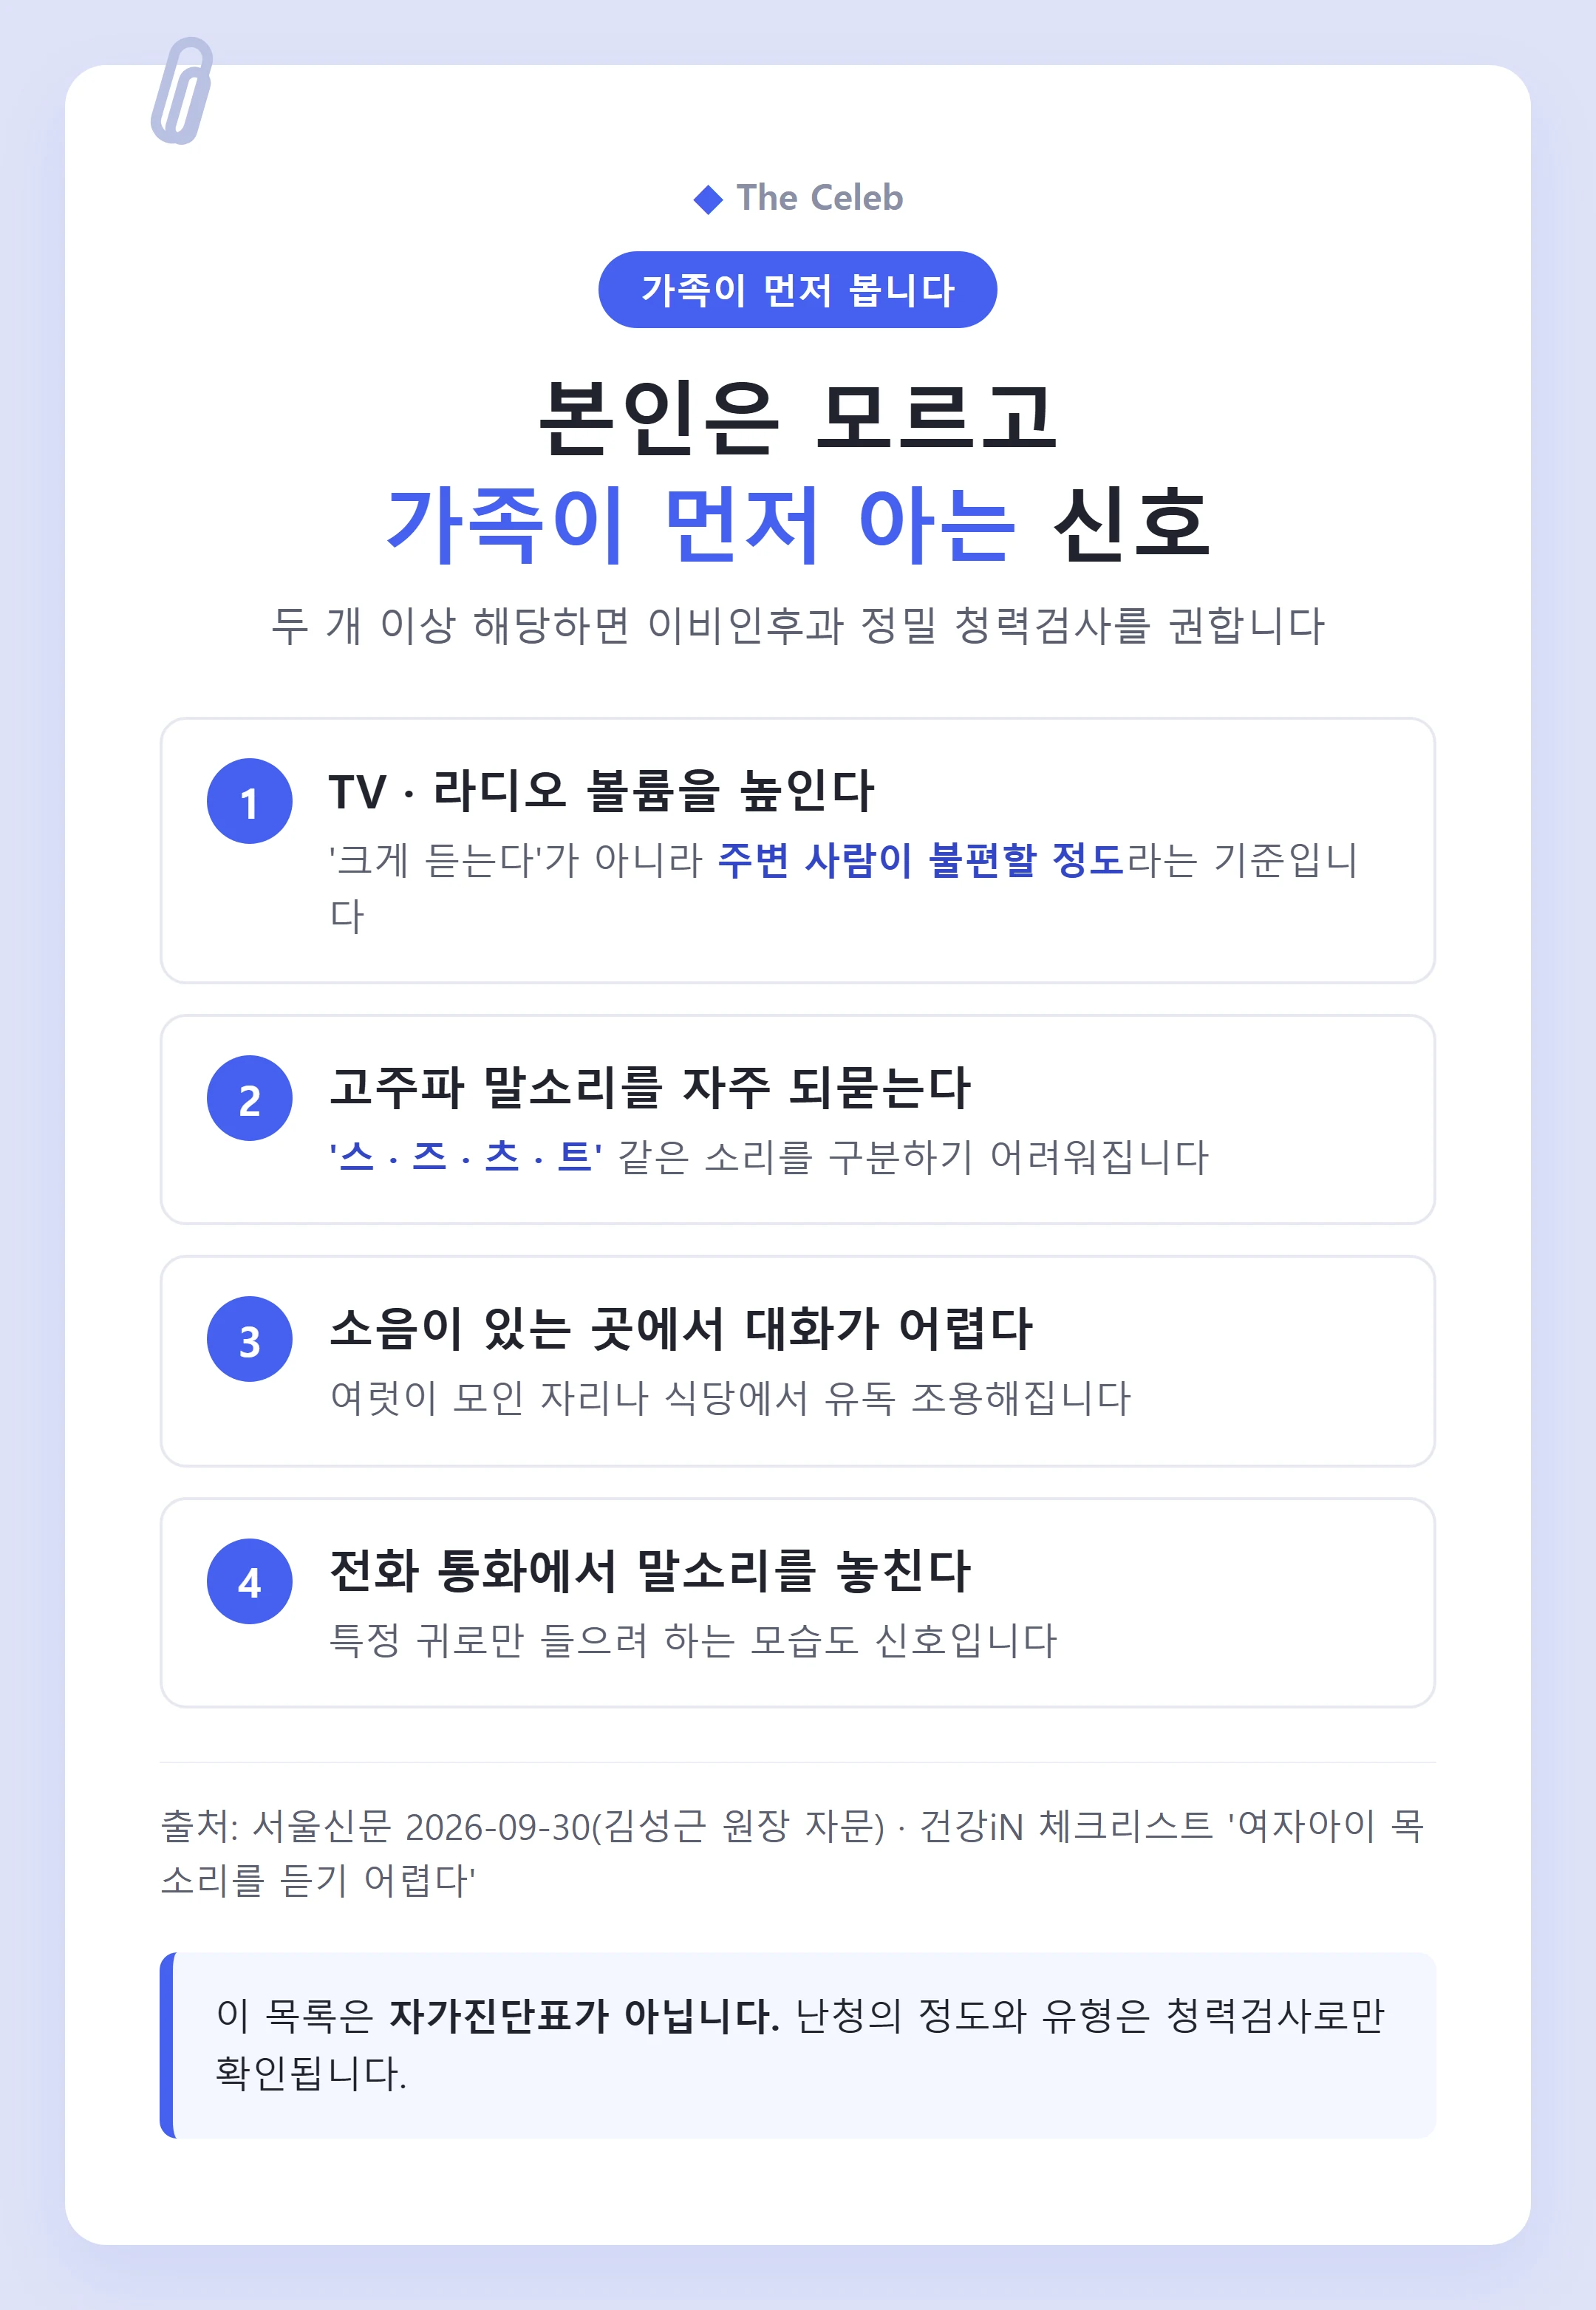 The Celeb
가족이 먼저 봅니다
본인은 모르고
가족이 먼저 아는 신호
두 개 이상 해당하면 이비인후과 정밀 청력검사를 권합니다
1
TV · 라디오 볼륨을 높인다
'크게 듣는다'가 아니라 주변 사람이 불편할 정도라는 기준입니
다
2
고주파 말소리를 자주 되묻는다
'스 · 즈 · 츠 · 트' 같은 소리를 구분하기 어려워집니다
3
소음이 있는 곳에서 대화가 어렵다
여럿이 모인 자리나 식당에서 유독 조용해집니다
4
전화 통화에서 말소리를 놓친다
특정 귀로만 들으려 하는 모습도 신호입니다
출처: 서울신문 2026-09-30(김성근 원장 자문) · 건강iN 체크리스트 '여자아이 목
소리를 듣기 어렵다'
이 목록은 자가진단표가 아닙니다. 난청의 정도와 유형은 청력검사로만
확인됩니다.